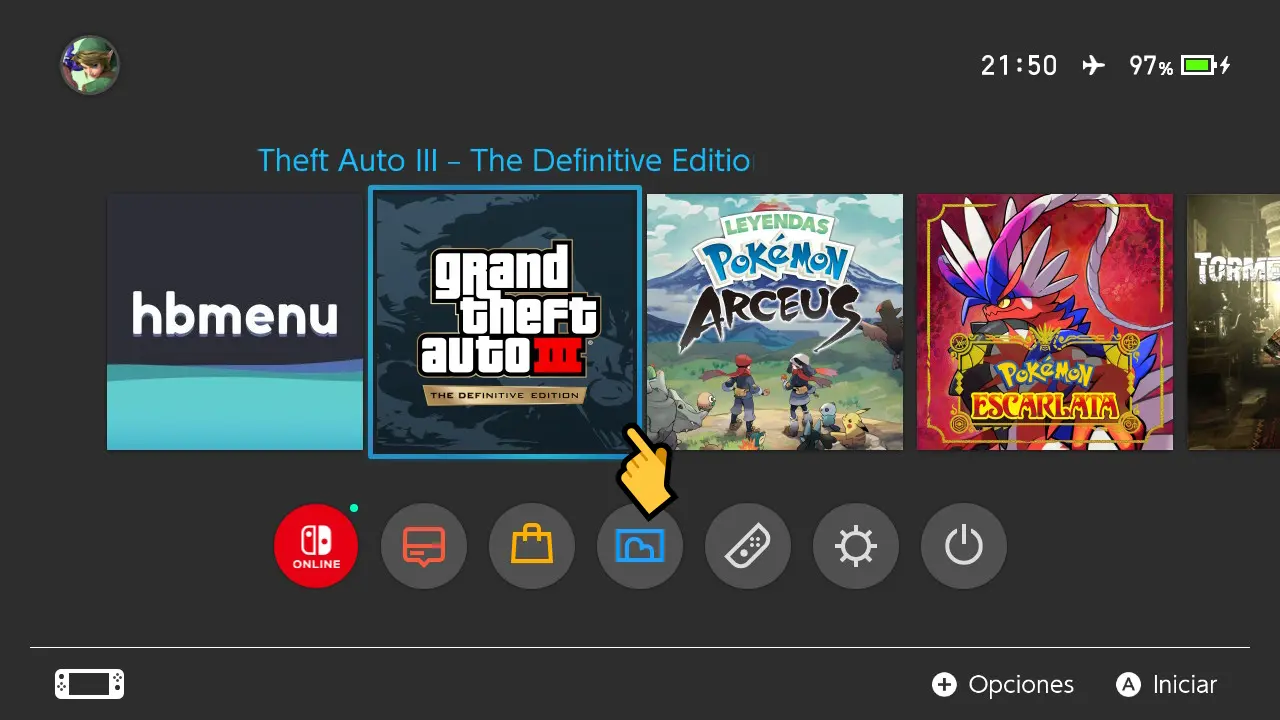 21:50
97%
Theft Auto III – The Definitive Editio
hbmenu
grand
theft
auto III
THE DEFINITIVE EDITION
LEYENDAS
POKéMON
ARCEUS
POKéMON
ESCARLATA
TORME
ONLINE
Opciones
A Iniciar